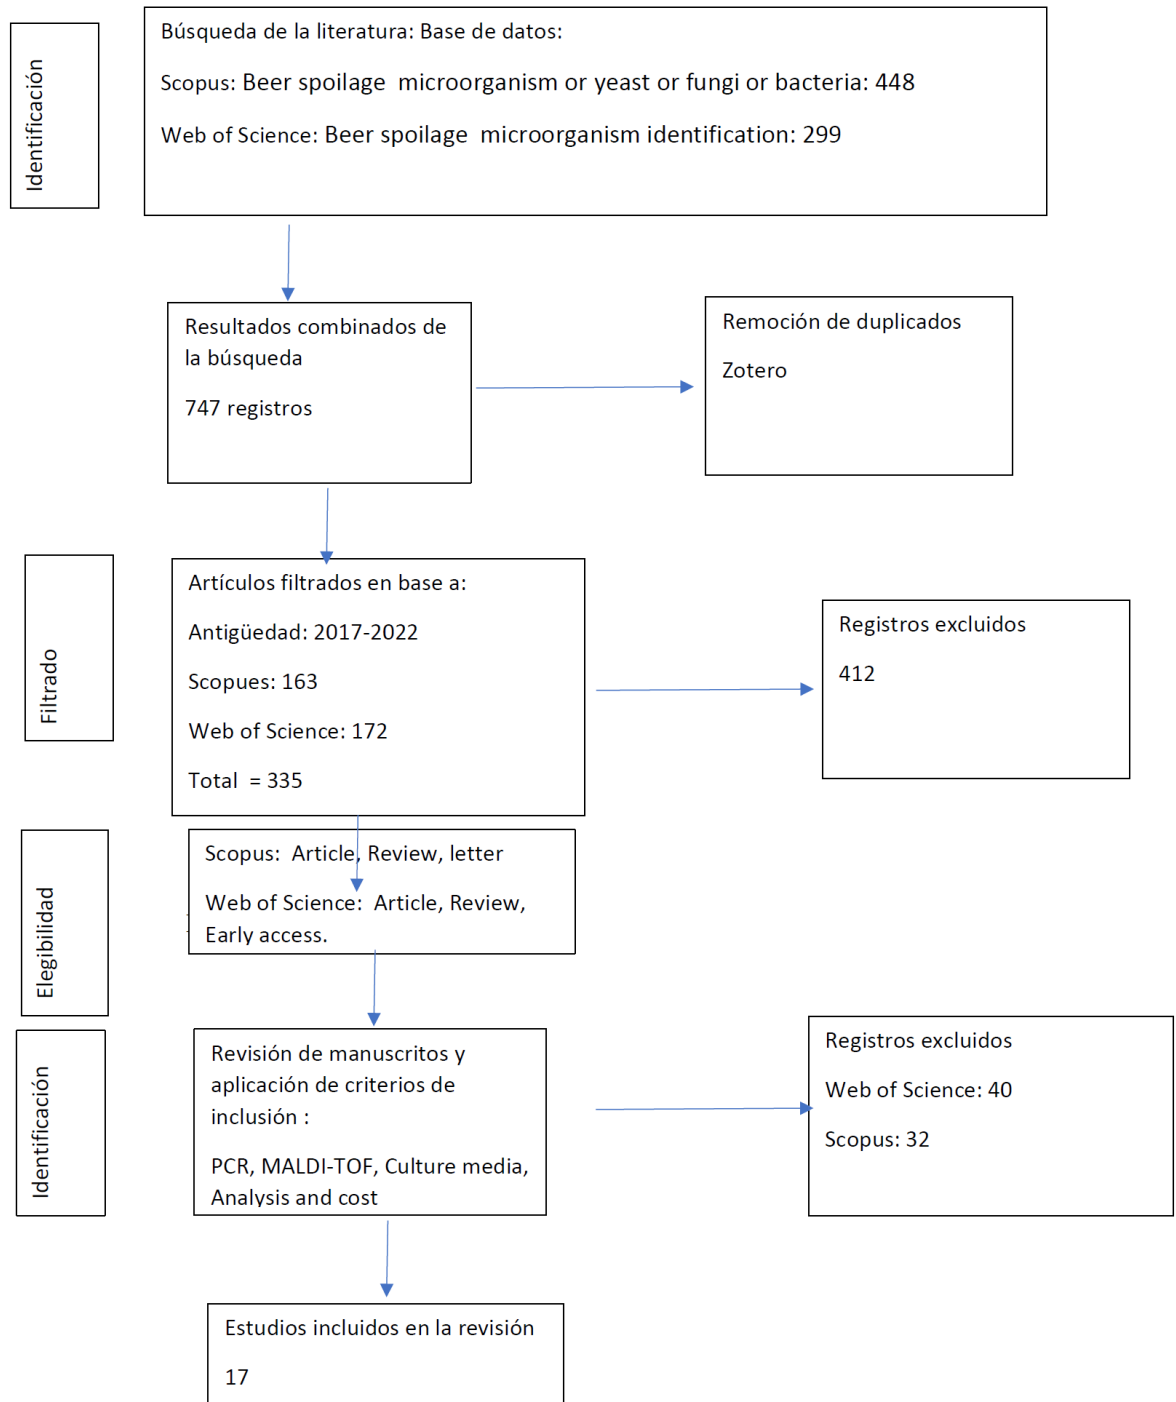 Identificación
Búsqueda de la literatura: Base de datos:
Scopus: Beer spoilage microorganism or yeast or fungi or bacteria: 448
Web of Science: Beer spoilage microorganism identification: 299
Resultados combinados de
la búsqueda
747 registros
Remoción de duplicados
Zotero
Filtrado
Artículos filtrados en base a:
Antigüedad: 2017-2022
Scopues: 163
Web of Science: 172
Total = 335
Registros excluidos
412
Elegibilidad
Scopus: Article, Review, letter
Web of Science: Article, Review,
Early access.
Identificación
Revisión de manuscritos y
aplicación de criterios de
inclusión :
PCR, MALDI-TOF, Culture media,
Analysis and cost
Registros excluidos
Web of Science: 40
Scopus: 32
Estudios incluidos en la revisión
17